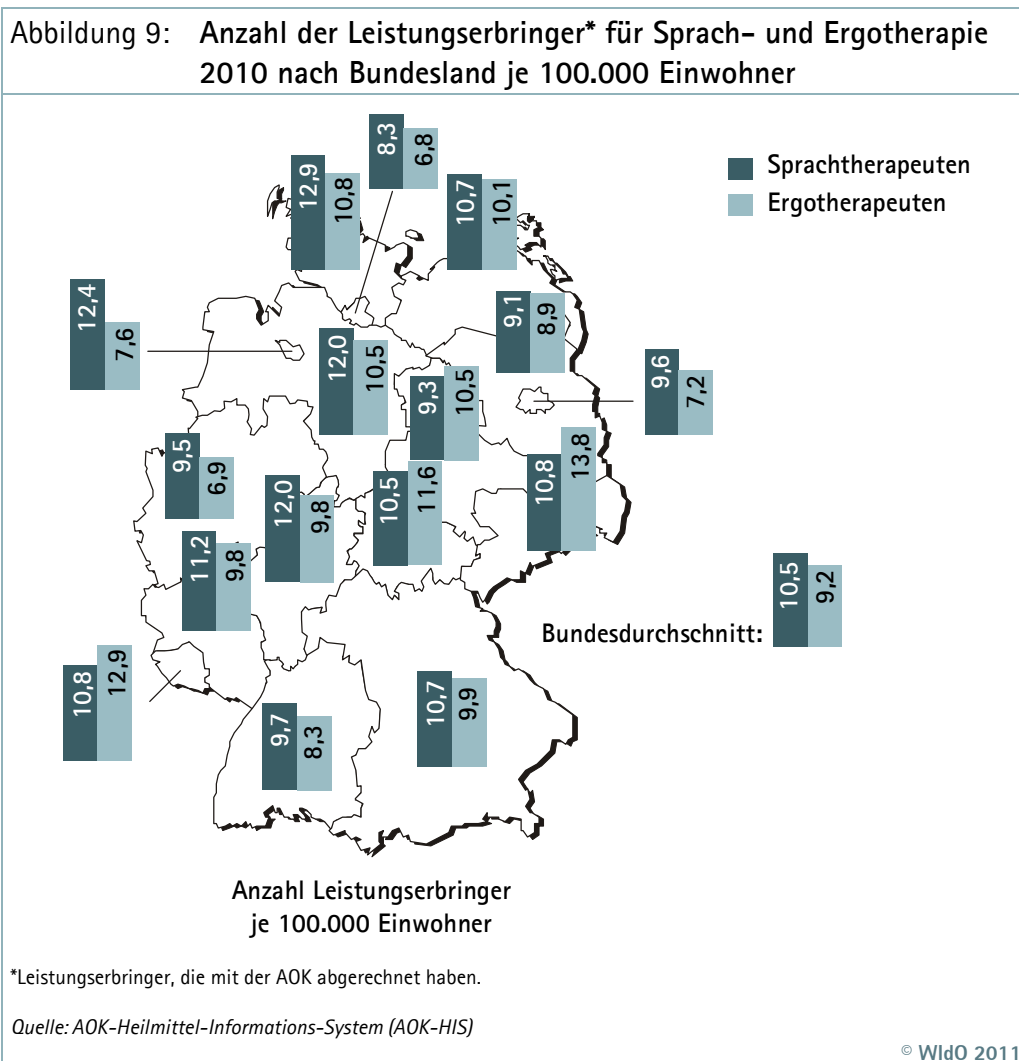 Abbildung 9: Anzahl der Leistungserbringer* für Sprach- und Ergotherapie
2010 nach Bundesland je 100.000 Einwohner
8,3 6,8
12,9 10,8
10,7 10,1
Sprachtherapeuten
Ergotherapeuten
12,4 7,6
9,1 8,9
12,0 10,5
9,3 10,5
9,6 7,2
9,5 6,9
12,0 9,8
10,5 11,6
10,8 13,8
11,2 9,8
Bundesdurchschnitt: 10,5 9,2
10,8 12,9
9,7 8,3
10,7 9,9
Anzahl Leistungserbringer
je 100.000 Einwohner
*Leistungserbringer, die mit der AOK abgerechnet haben.
Quelle: AOK-Heilmittel-Informations-System (AOK-HIS)
© WIdO 2011